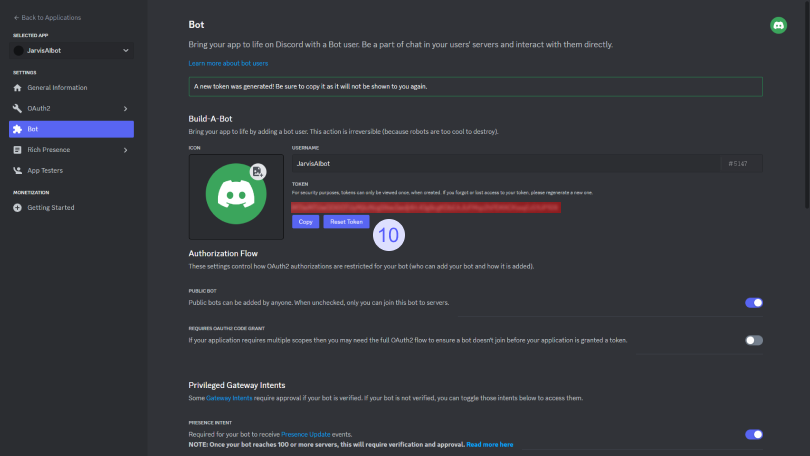 ← Back to Applications
SELECTED APP
JarvisAIbot
SETTINGS
General Information
OAuth2
Bot
Rich Presence
App Testers
MONETIZATION
Getting Started
Bot
Bring your app to life on Discord with a Bot user. Be a part of chat in your users' servers and interact with them directly.
Learn more about bot users
A new token was generated! Be sure to copy it as it will not be shown to you again.
Build-A-Bot
Bring your app to life by adding a bot user. This action is irreversible (because robots are too cool to destroy).
ICON
USERNAME
JarvisAIbot
#5147
TOKEN
For security purposes, tokens can only be viewed once, when created. If you forgot or lost access to your token, please regenerate a new one.
Copy
Reset Token
10
Authorization Flow
These settings control how OAuth2 authorizations are restricted for your bot (who can add your bot and how it is added).
PUBLIC BOT
Public bots can be added by anyone. When unchecked, only you can join this bot to servers.
REQUIRES OAUTH2 CODE GRANT
If your application requires multiple scopes then you may need the full OAuth2 flow to ensure a bot doesn't join before your application is granted a token.
Privileged Gateway Intents
Some Gateway Intents require approval if your bot is verified. If your bot is not verified, you can toggle those intents below to access them.
PRESENCE INTENT
Required for your bot to receive Presence Update events.
NOTE: Once your bot reaches 100 or more servers, this will require verification and approval. Read more here